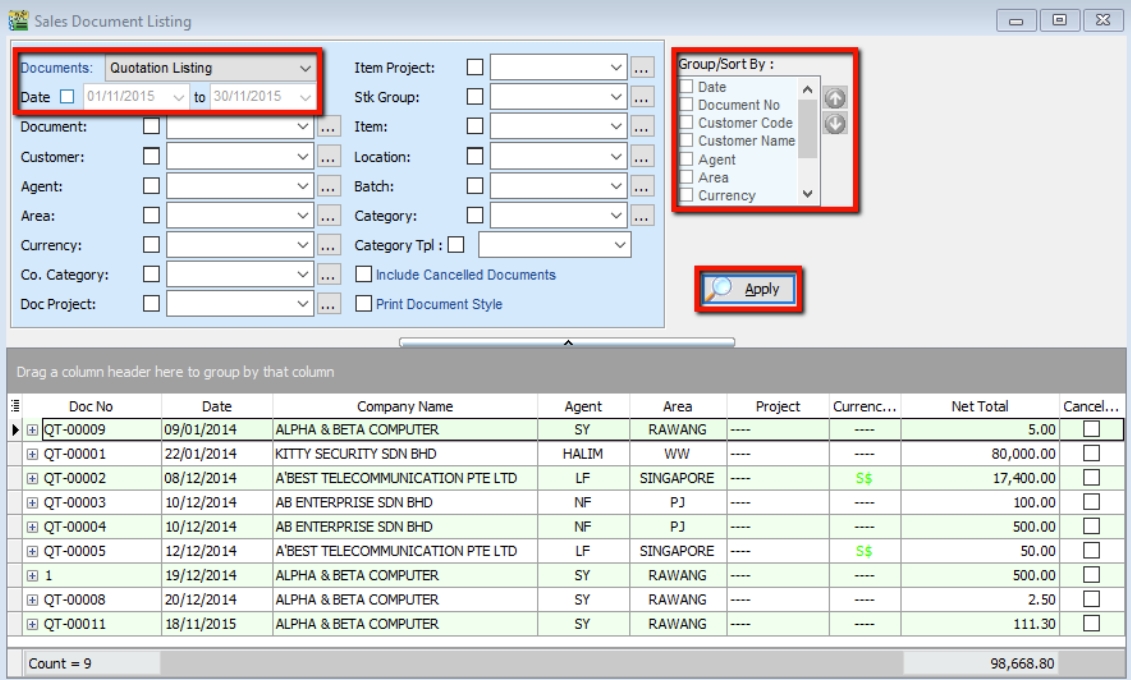 Sales Document Listing
Documents: Quotation Listing
Date 01/11/2015 to 30/11/2015
Document:
Customer:
Agent:
Area:
Currency:
Co. Category:
Doc Project:
Item Project: ...
Stk Group: ...
Item: ...
Location: ...
Batch: ...
Category: ...
Category Tpl :
Include Cancelled Documents
Print Document Style
Group/Sort By :
Date
Document No
Customer Code
Customer Name
Agent
Area
Currency
Apply
Drag a column header here to group by that column
Doc No Date Company Name Agent Area Project Currenc... Net Total Cancel...
QT-00009 09/01/2014 ALPHA & BETA COMPUTER SY RAWANG ---- ---- 5.00
QT-00001 22/01/2014 KITTY SECURITY SDN BHD HALIM WW ---- ---- 80,000.00
QT-00002 08/12/2014 A'BEST TELECOMMUNICATION PTE LTD LF SINGAPORE ---- S$ 17,400.00
QT-00003 10/12/2014 AB ENTERPRISE SDN BHD NF PJ ---- ---- 100.00
QT-00004 10/12/2014 AB ENTERPRISE SDN BHD NF PJ ---- ---- 500.00
QT-00005 12/12/2014 A'BEST TELECOMMUNICATION PTE LTD LF SINGAPORE ---- S$ 50.00
1 19/12/2014 ALPHA & BETA COMPUTER SY RAWANG ---- ---- 500.00
QT-00008 20/12/2014 ALPHA & BETA COMPUTER SY RAWANG ---- ---- 2.50
QT-00011 18/11/2015 ALPHA & BETA COMPUTER SY RAWANG ---- ---- 111.30
Count = 9 98,668.80